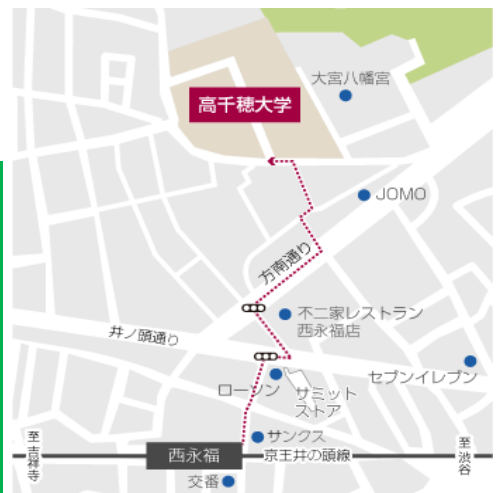 大宮八幡宮
高千穂大学
JOMO
方南通り
不二家レストラン
西永福店
井ノ頭通り
セブンイレブン
ローソン
サミット
ストア
サンクス
至吉祥寺
西永福
京王井の頭線
至渋谷
交番